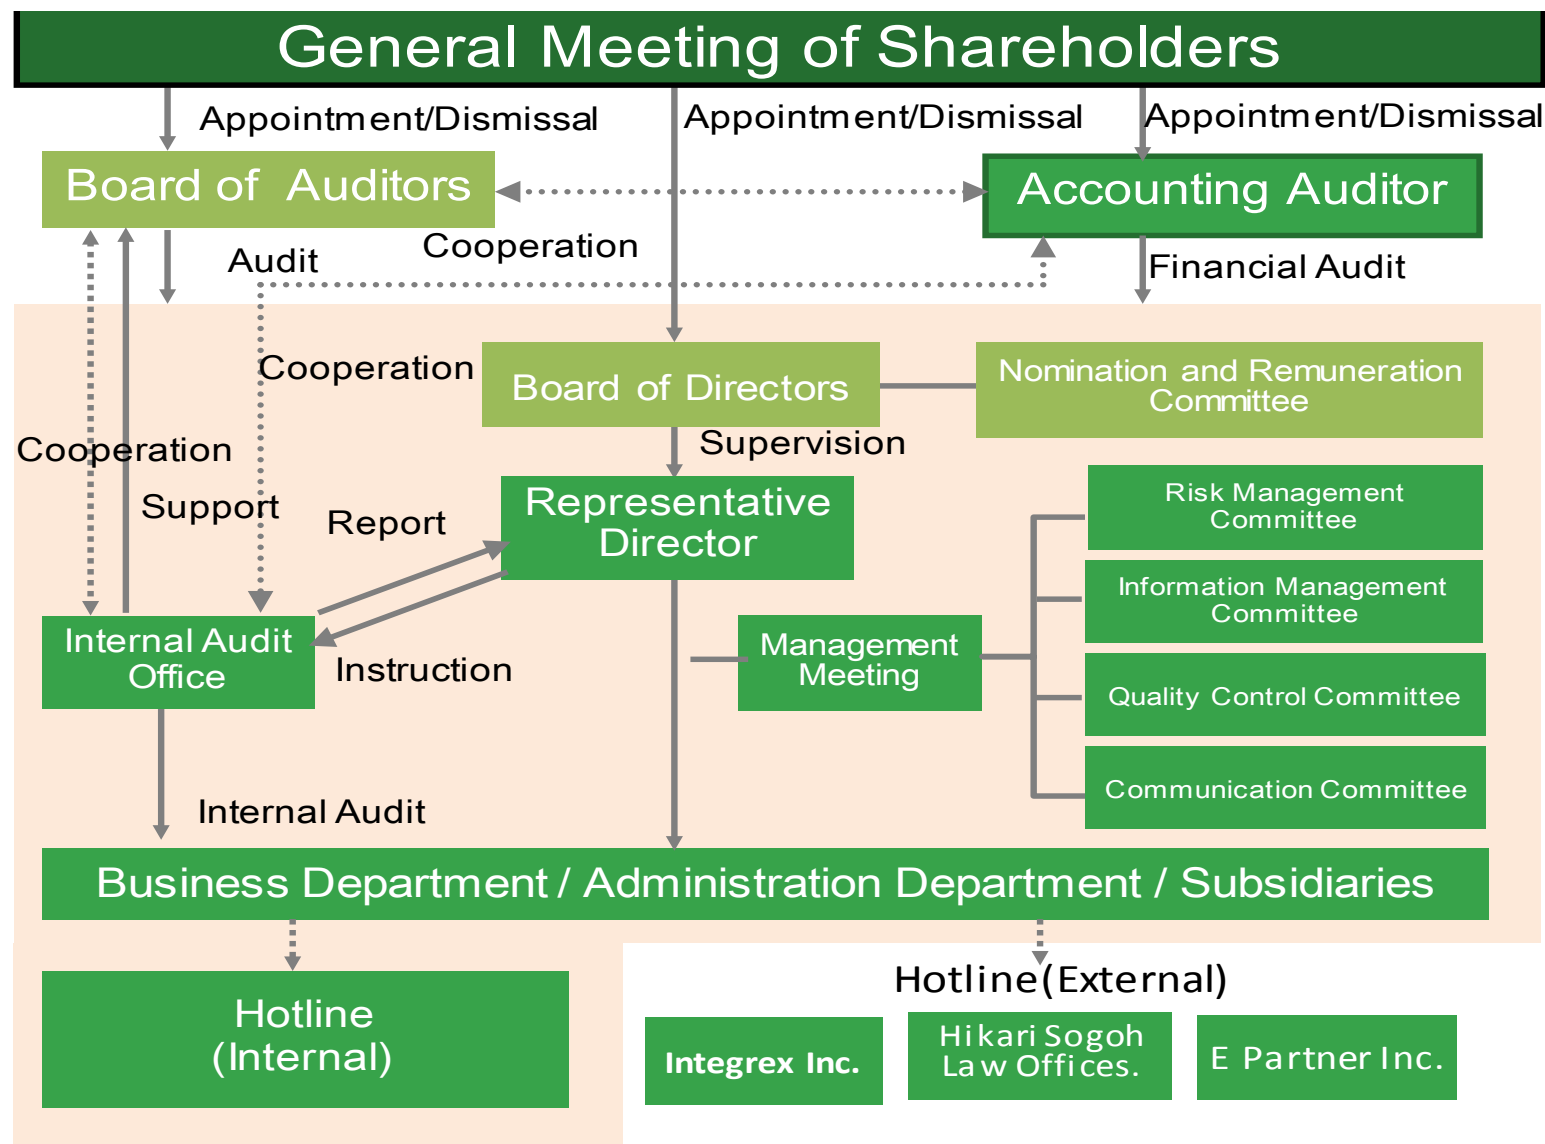 General Meeting of Shareholders
Appointment/Dismissal
Appointment/Dismissal
Appointment/Dismissal
Board of Auditors
Accounting Auditor
Cooperation
Audit
Financial Audit
Cooperation
Board of Directors
Nomination and Remuneration
Committee
Supervision
Cooperation
Support
Report
Representative
Director
Risk Management
Committee
Information Management
Committee
Internal Audit
Office
Instruction
Management
Meeting
Quality Control Committee
Communication Committee
Internal Audit
Business Department / Administration Department / Subsidiaries
Hotline
(Internal)
Hotline(External)
Integrex Inc.
Hikari Sogoh
Law Offices.
E Partner Inc.